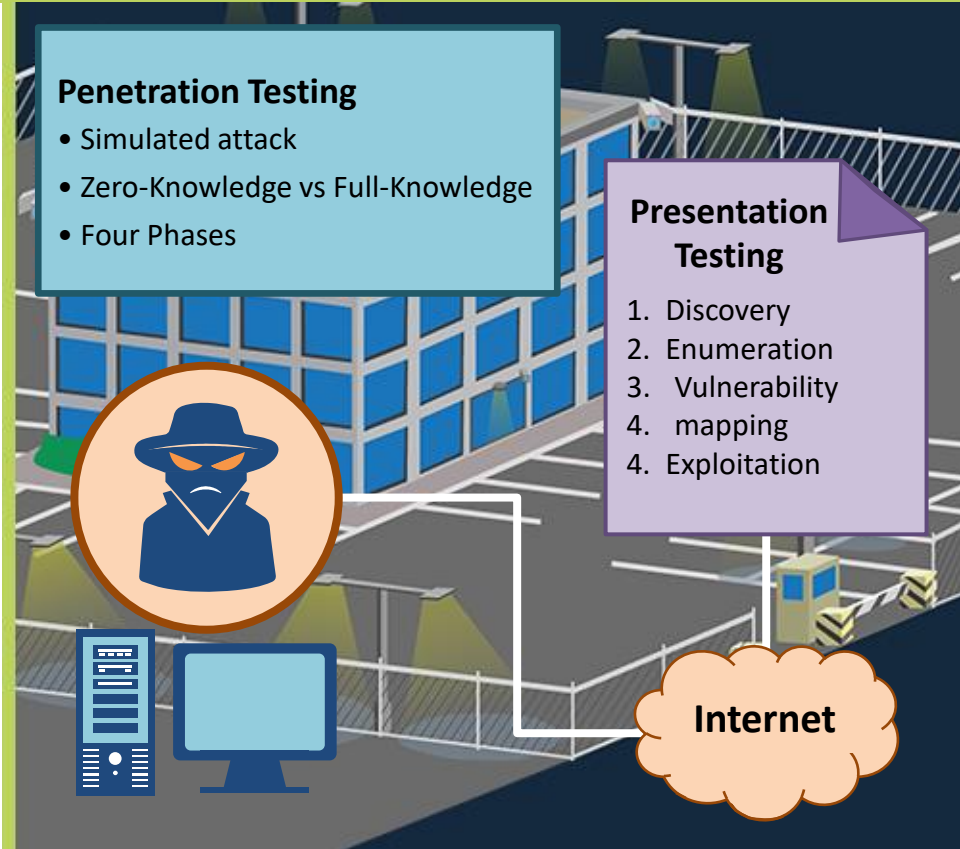 Penetration Testing
• Simulated attack
• Zero-Knowledge vs Full-Knowledge
• Four Phases
Presentation
Testing
1. Discovery
2. Enumeration
3. Vulnerability
4. mapping
4. Exploitation
Internet